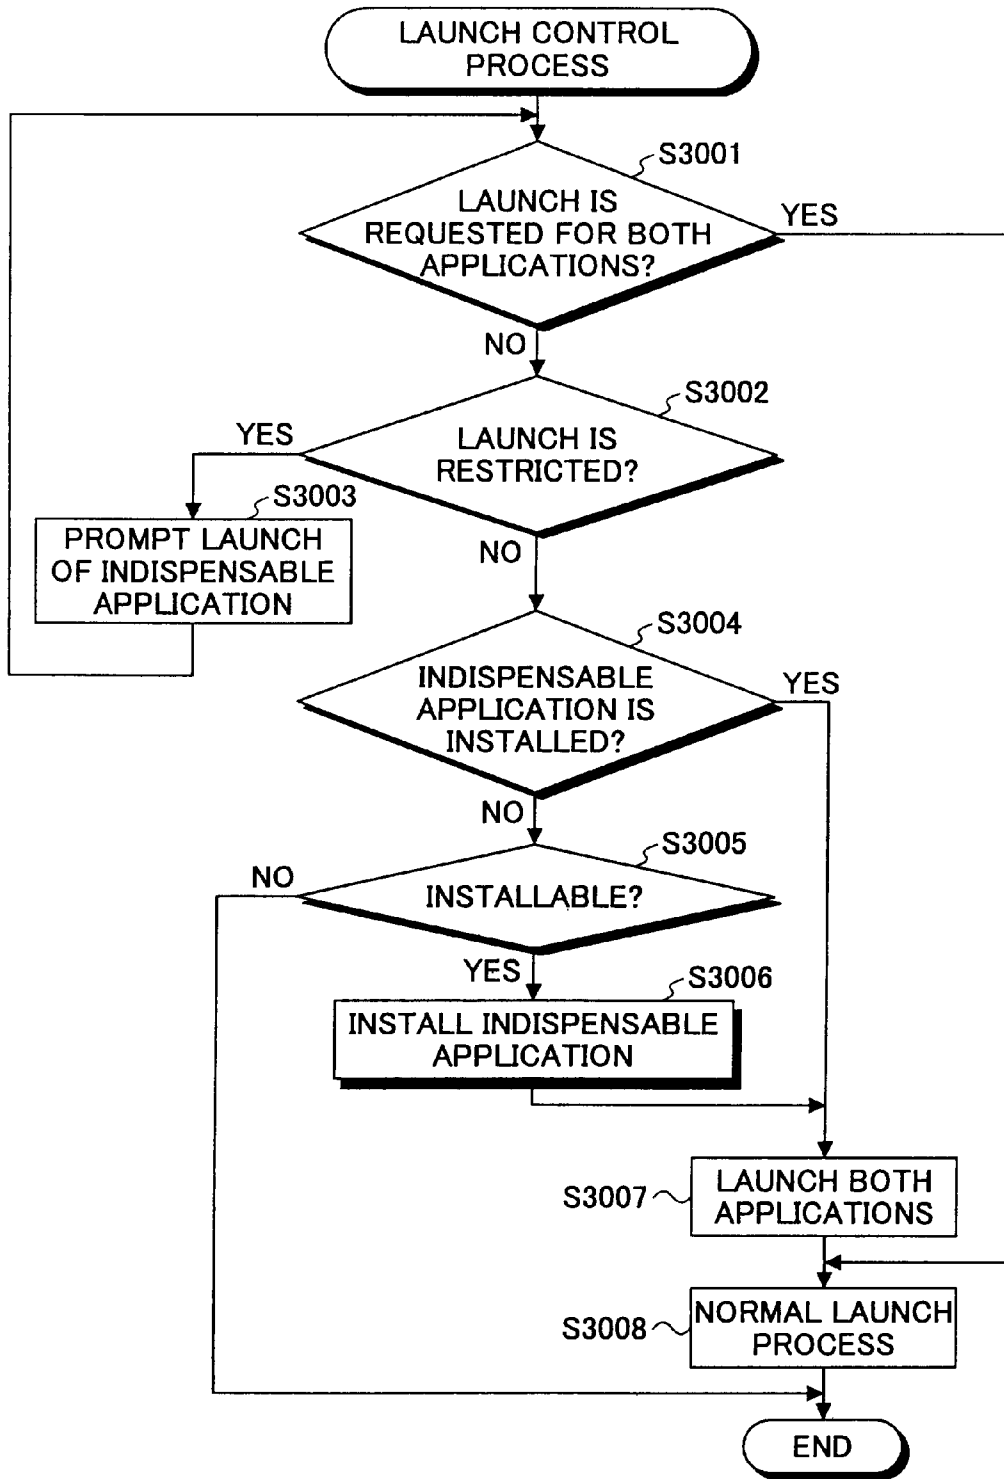 LAUNCH CONTROL
PROCESS
S3001
LAUNCH IS
REQUESTED FOR BOTH
APPLICATIONS?
YES
NO
S3002
LAUNCH IS
RESTRICTED?
YES
NO
S3003
PROMPT LAUNCH
OF INDISPENSABLE
APPLICATION
S3004
INDISPENSABLE
APPLICATION IS
INSTALLED?
YES
NO
S3005
INSTALLABLE?
NO
YES
S3006
INSTALL INDISPENSABLE
APPLICATION
S3007
LAUNCH BOTH
APPLICATIONS
S3008
NORMAL LAUNCH
PROCESS
END